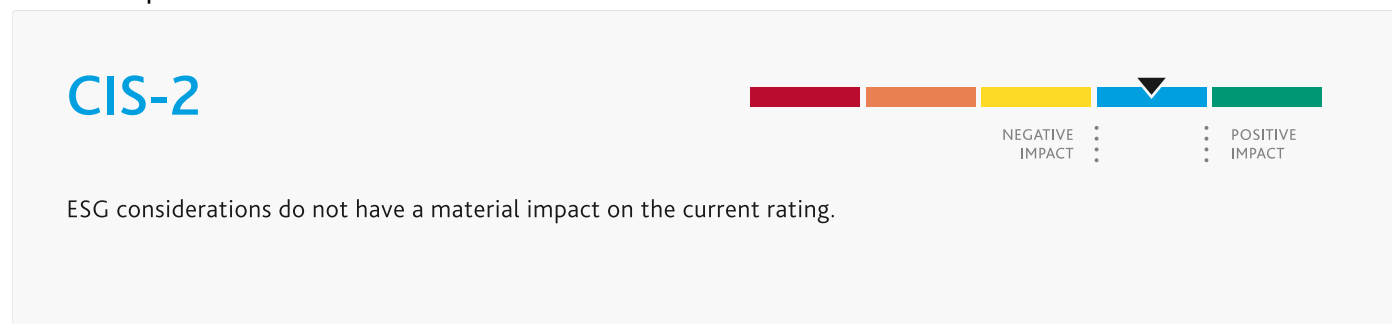 CIS-2
NEGATIVE
IMPACT
POSITIVE
IMPACT
ESG considerations do not have a material impact on the current rating.